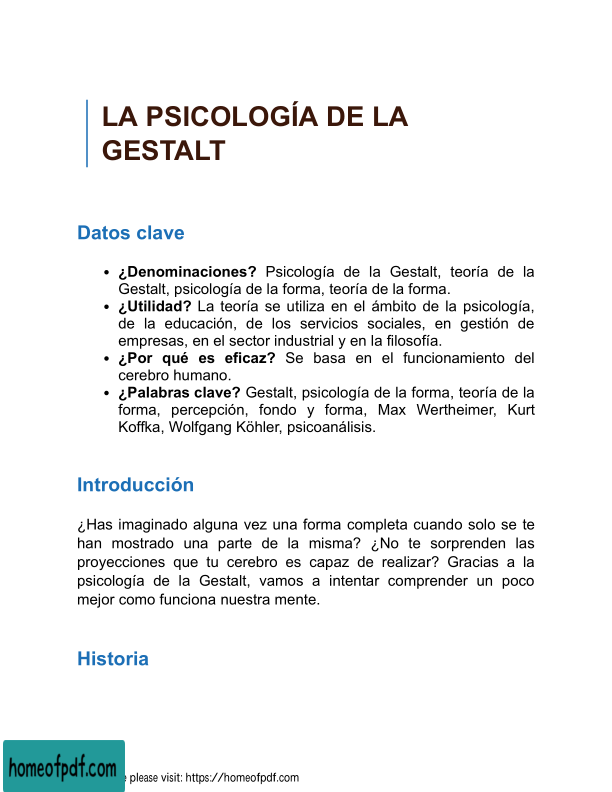 LA PSICOLOGÍA DE LA
GESTALT
Datos clave
• ¿Denominaciones? Psicología de la Gestalt, teoría de la
Gestalt, psicología de la forma, teoría de la forma.
• ¿Utilidad? La teoría se utiliza en el ámbito de la psicología,
de la educación, de los servicios sociales, en gestión de
empresas, en el sector industrial y en la filosofía.
• ¿Por qué es eficaz? Se basa en el funcionamiento del
cerebro humano.
• ¿Palabras clave? Gestalt, psicología de la forma, teoría de la
forma, percepción, fondo y forma, Max Wertheimer, Kurt
Koffka, Wolfgang Köhler, psicoanálisis.
Introducción
¿Has imaginado alguna vez una forma completa cuando solo se te
han mostrado una parte de la misma? ¿No te sorprenden las
proyecciones que tu cerebro es capaz de realizar? Gracias a la
psicología de la Gestalt, vamos a intentar comprender un poco
mejor como funciona nuestra mente.
Historia
homeofpdf.com
please visit: https://homeofpdf.com